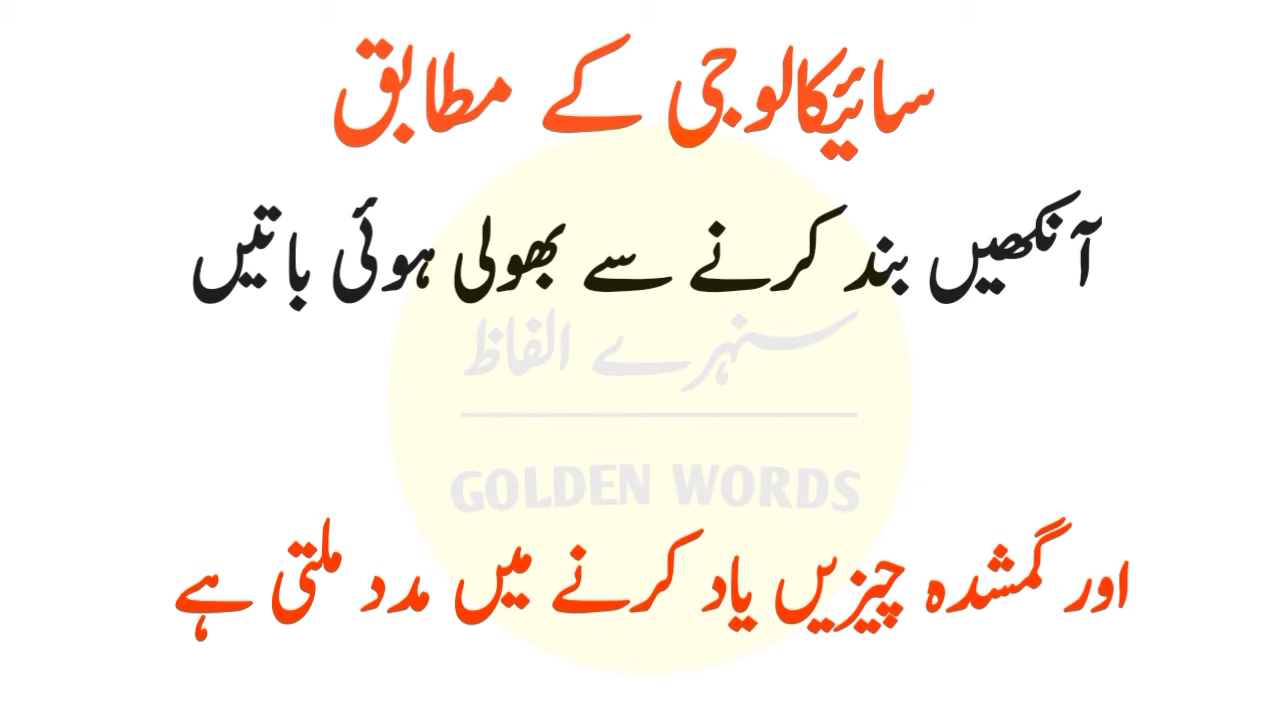 سائیکالوجی کے مطابق
آنکھیں بند کرنے سے بھولی ہوئی باتیں
سنہرے الفاظ
GOLDEN WORDS
اور گمشدہ چیزیں یاد کرنے میں مدد ملتی ہے